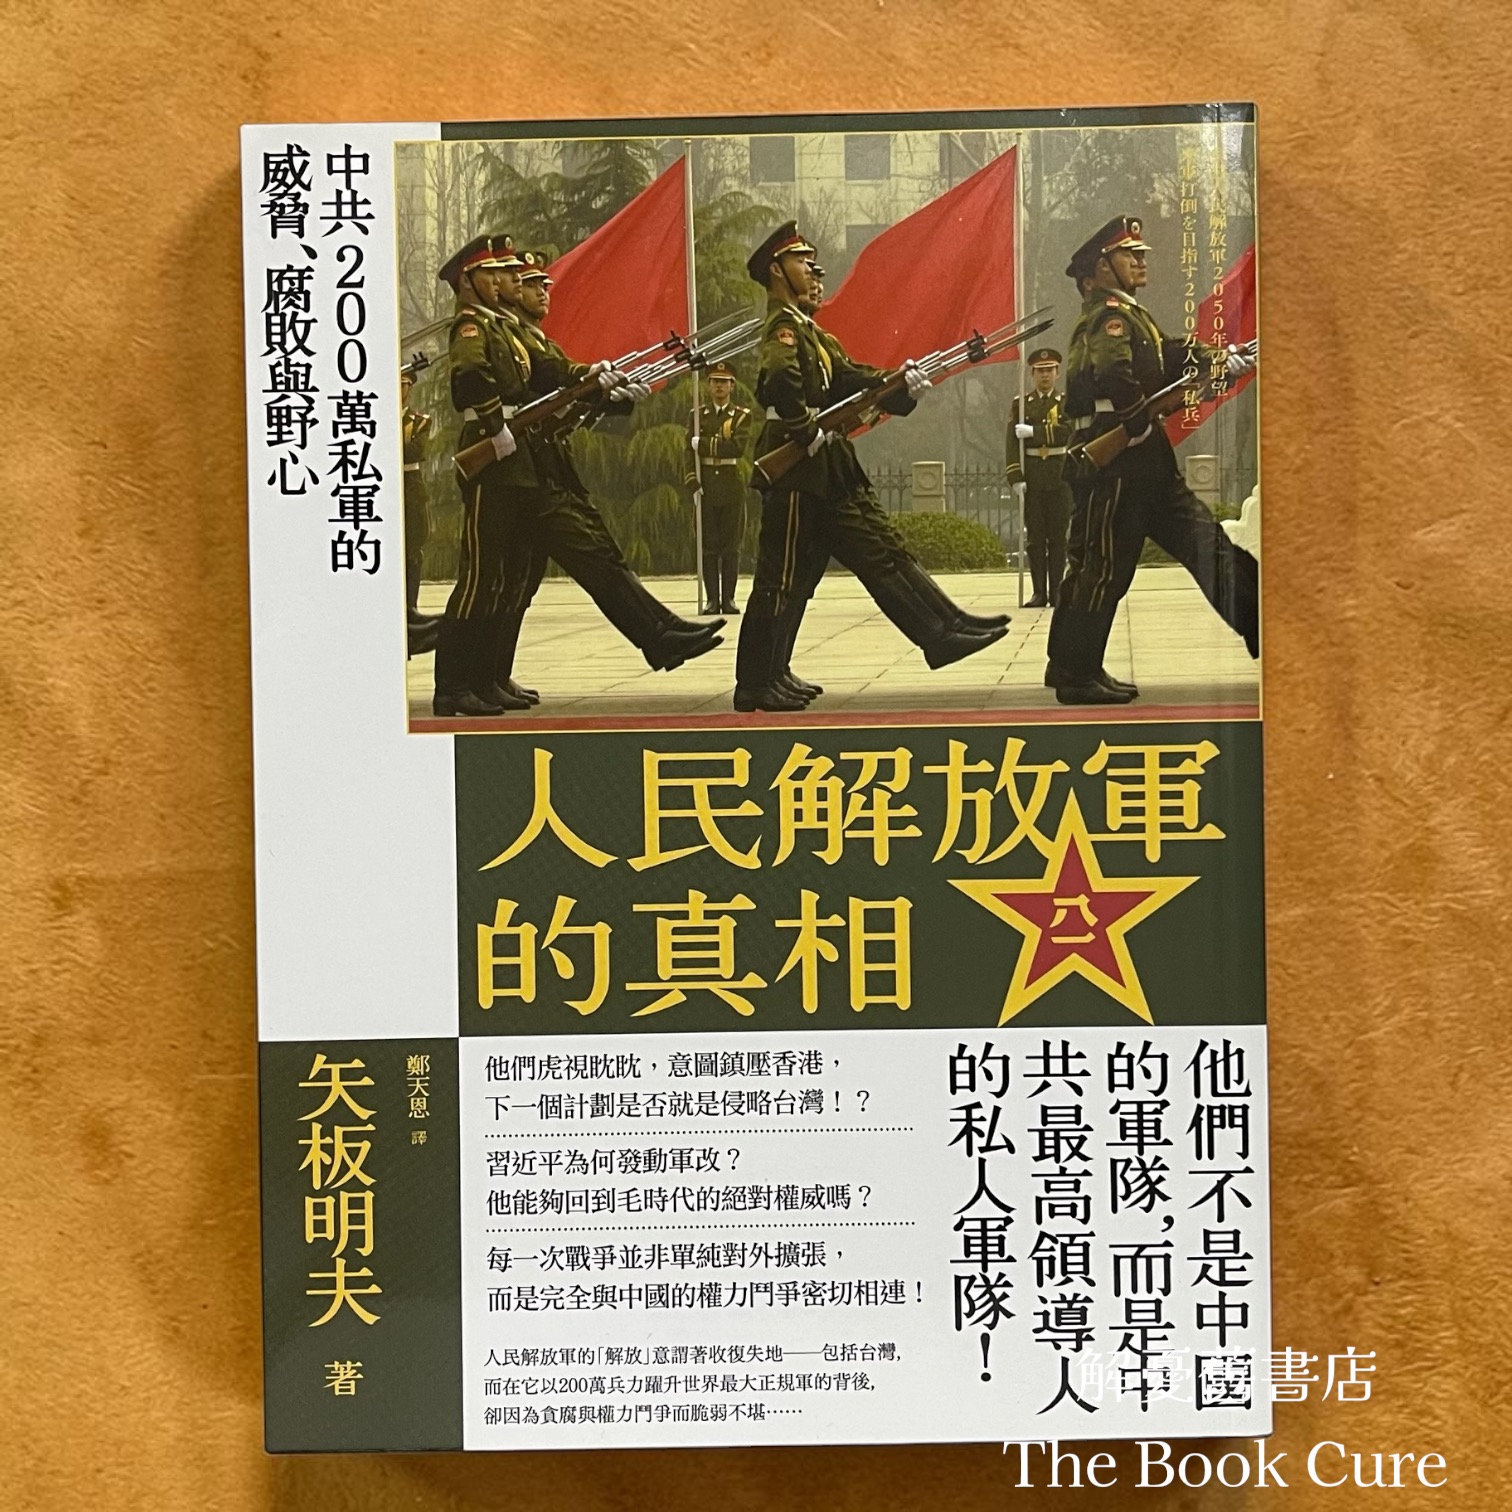 中共200萬私軍的
威脅、腐敗與野心
民解放軍2050年の野望
米軍打倒を目指す200万人の「私兵」
人民解放軍
的真相
八一
他們不是中國
的軍隊,而是中
共最高領導人
的私人軍隊!
他們虎視眈眈,意圖鎮壓香港,
下一個計劃是否就是侵略台灣!?
習近平為何發動軍改?
他能夠回到毛時代的絕對權威嗎?
每一次戰爭並非單純對外擴張,
而是完全與中國的權力鬥爭密切相連!
人民解放軍的「解放」意謂著收復失地——包括台灣,
而在它以200萬兵力躍升世界最大正規軍的背後,
卻因為貪腐與權力鬥爭而脆弱不堪……
鄭天恩 譯
矢板明夫 著
解憂舊書店
The Book Cure